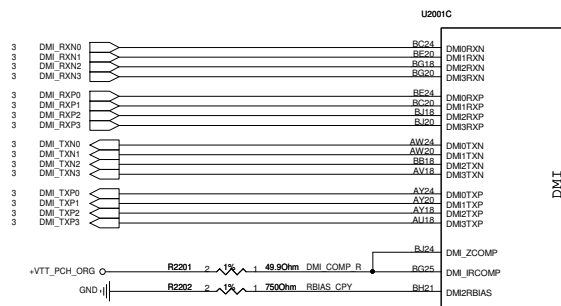 U2001C
3 DMI_RXN0 BC24 DMI0RXN
3 DMI_RXN1 BE20 DMI1RXN
3 DMI_RXN2 BG18 DMI2RXN
3 DMI_RXN3 BG20 DMI3RXN
3 DMI_RXP0 BE24 DMI0RXP
3 DMI_RXP1 BC20 DMI1RXP
3 DMI_RXP2 BJ18 DMI2RXP
3 DMI_RXP3 BJ20 DMI3RXP
3 DMI_TXN0 AW24 DMI0TXN
3 DMI_TXN1 AW20 DMI1TXN
3 DMI_TXN2 BB18 DMI2TXN
3 DMI_TXN3 AV18 DMI3TXN
3 DMI_TXP0 AY24 DMI0TXP
3 DMI_TXP1 AY20 DMI1TXP
3 DMI_TXP2 AY18 DMI2TXP
3 DMI_TXP3 AU18 DMI3TXP
DMI
BJ24 DMI_ZCOMP
+VTT_PCH_ORG R2201 2 1% 1 49.9Ohm DMI_COMP_R BG25 DMI_IRCOMP
GND R2202 2 1% 1 750Ohm RBIAS_CPY BH21 DMI2RBIAS